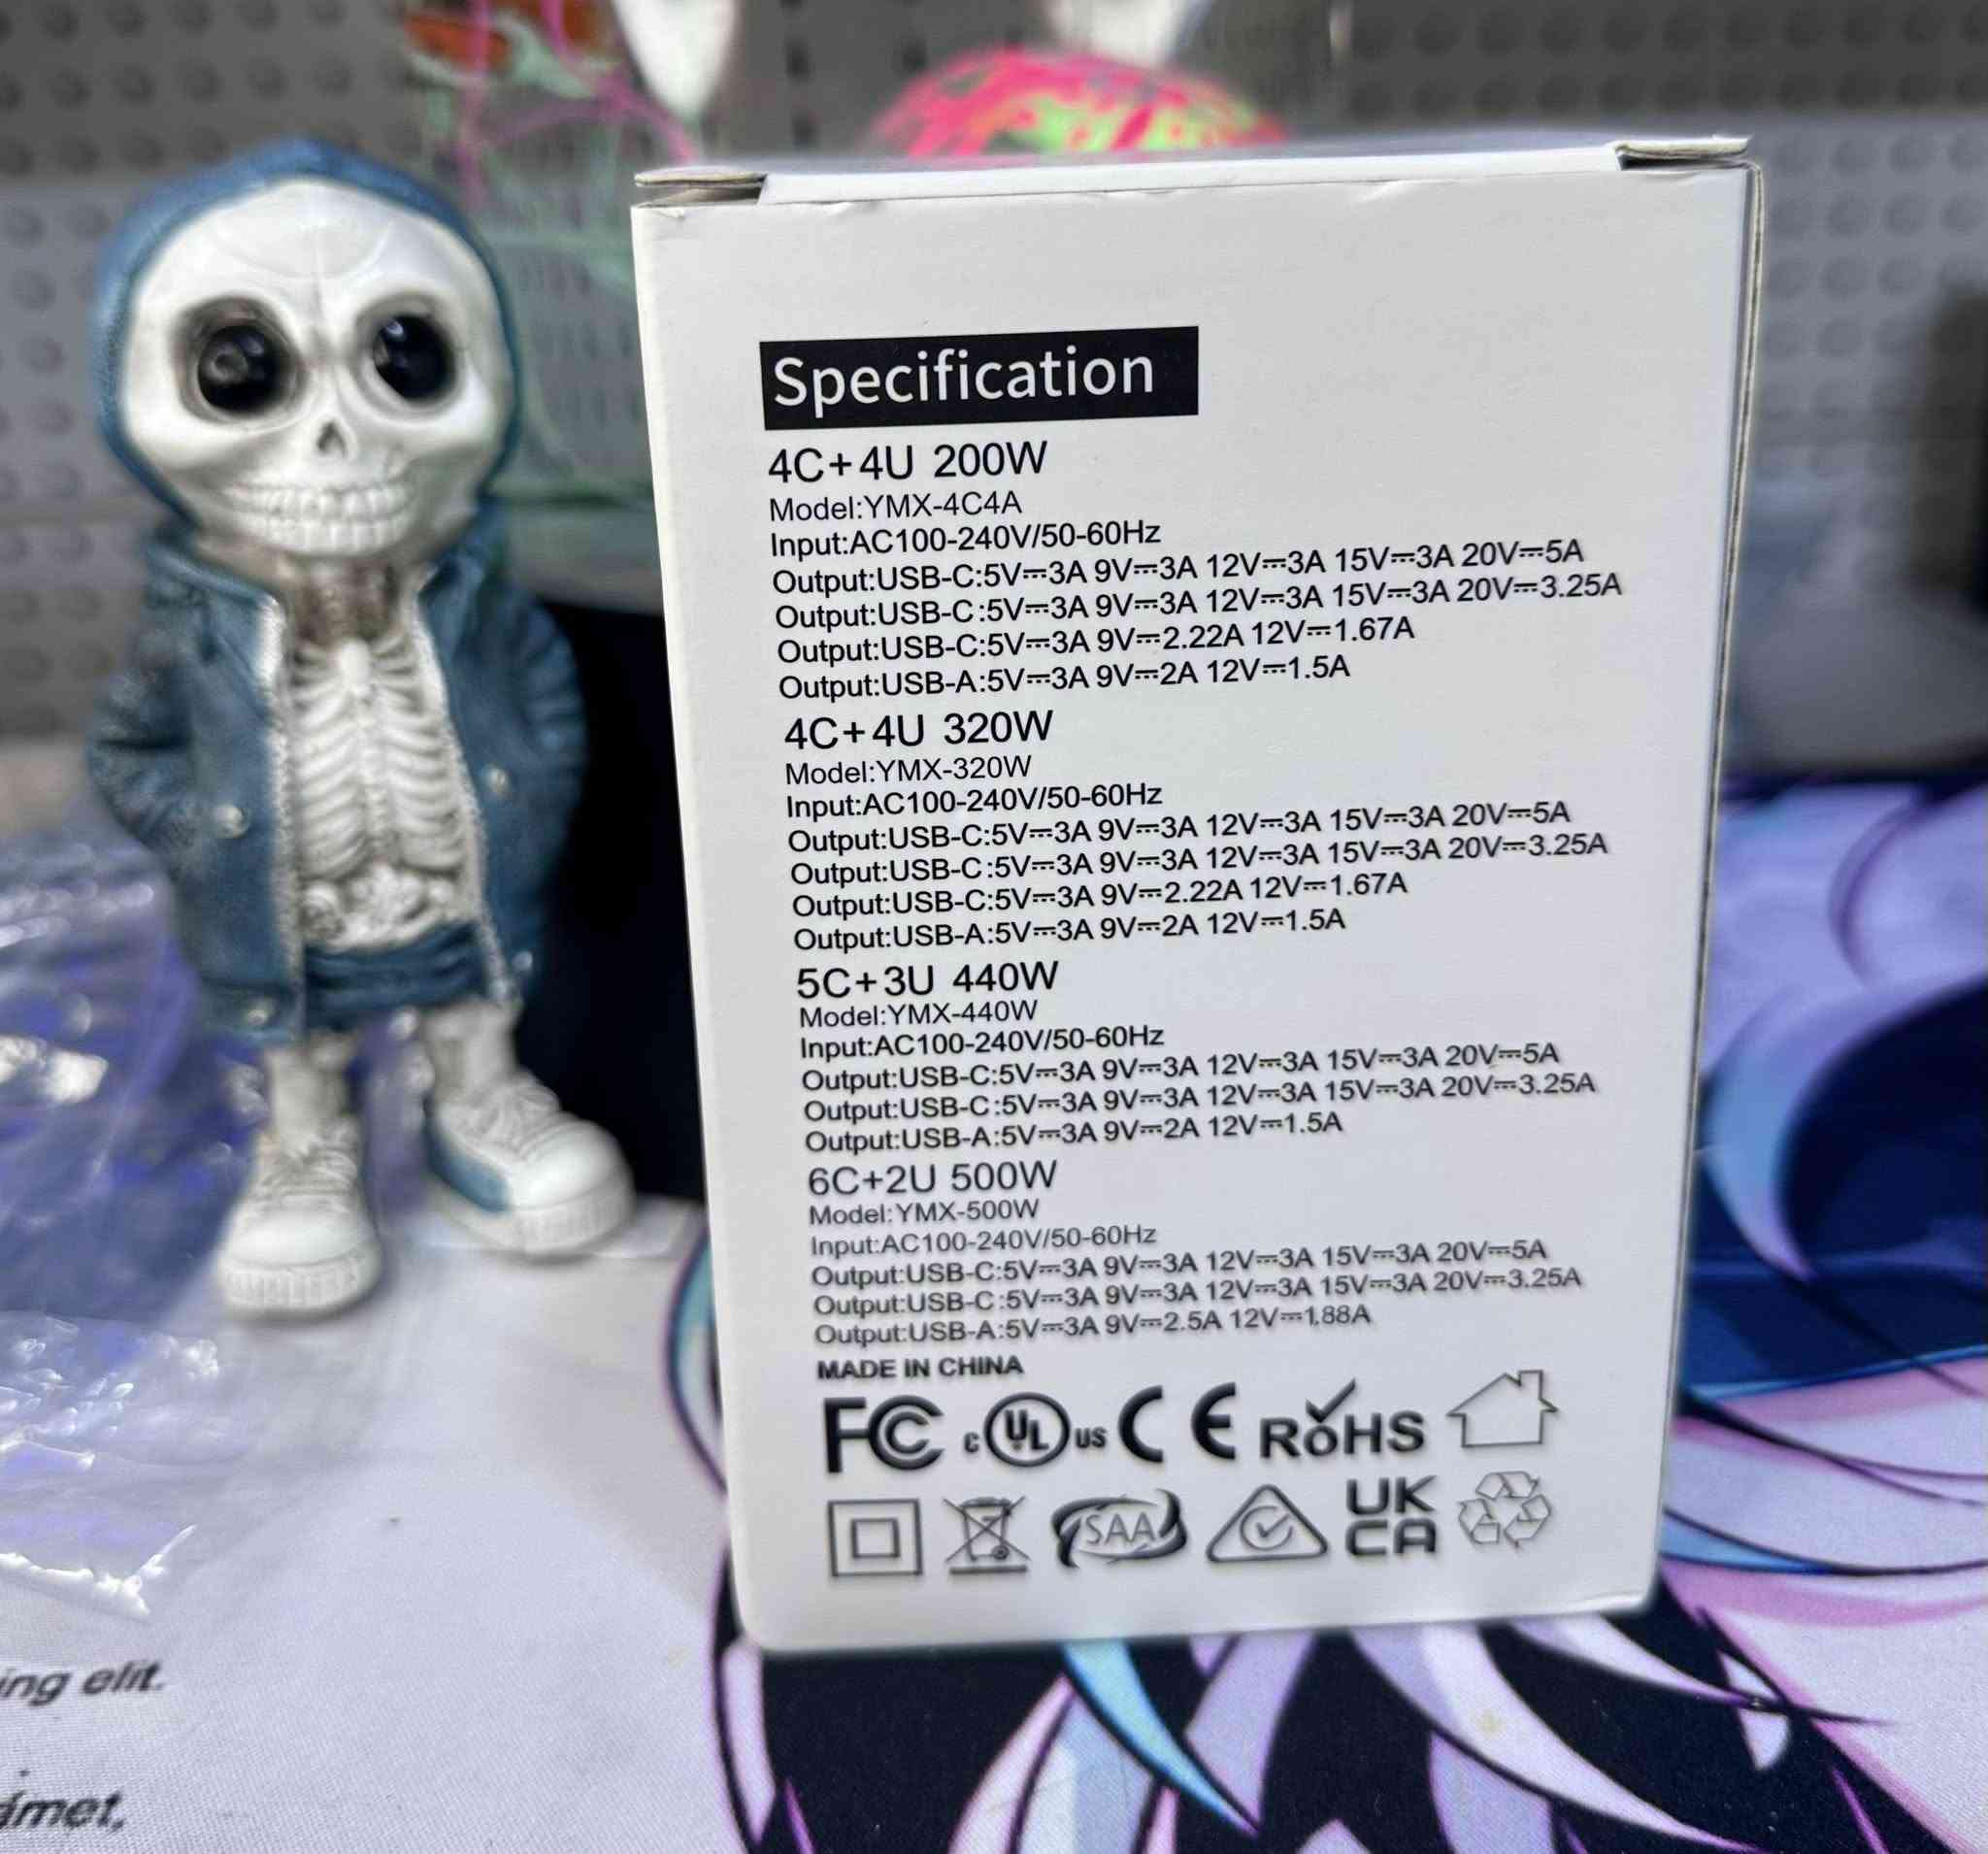 Specification
4C+4U 200W
Model:YMX-4C4A
Input:AC100-240V/50-60Hz
Output:USB-C:5V⎓3A 9V⎓3A 12V⎓3A 15V⎓3A 20V⎓5A
Output:USB-C:5V⎓3A 9V⎓3A 12V⎓3A 15V⎓3A 20V⎓3.25A
Output:USB-C:5V⎓3A 9V⎓2.22A 12V⎓1.67A
Output:USB-A:5V⎓3A 9V⎓2A 12V⎓1.5A
4C+4U 320W
Model:YMX-320W
Input:AC100-240V/50-60Hz
Output:USB-C:5V⎓3A 9V⎓3A 12V⎓3A 15V⎓3A 20V⎓5A
Output:USB-C:5V⎓3A 9V⎓3A 12V⎓3A 15V⎓3A 20V⎓3.25A
Output:USB-C:5V⎓3A 9V⎓2.22A 12V⎓1.67A
Output:USB-A:5V⎓3A 9V⎓2A 12V⎓1.5A
5C+3U 440W
Model:YMX-440W
Input:AC100-240V/50-60Hz
Output:USB-C:5V⎓3A 9V⎓3A 12V⎓3A 15V⎓3A 20V⎓5A
Output:USB-C:5V⎓3A 9V⎓3A 12V⎓3A 15V⎓3A 20V⎓3.25A
Output:USB-A:5V⎓3A 9V⎓2A 12V⎓1.5A
6C+2U 500W
Model:YMX-500W
Input:AC100-240V/50-60Hz
Output:USB-C:5V⎓3A 9V⎓3A 12V⎓3A 15V⎓3A 20V⎓5A
Output:USB-C:5V⎓3A 9V⎓3A 12V⎓3A 15V⎓3A 20V⎓3.25A
Output:USB-A:5V⎓3A 9V⎓2.5A 12V⎓1.88A
MADE IN CHINA
FC c UL us CE RoHS
SAA UK CA
ing elit.
amet,